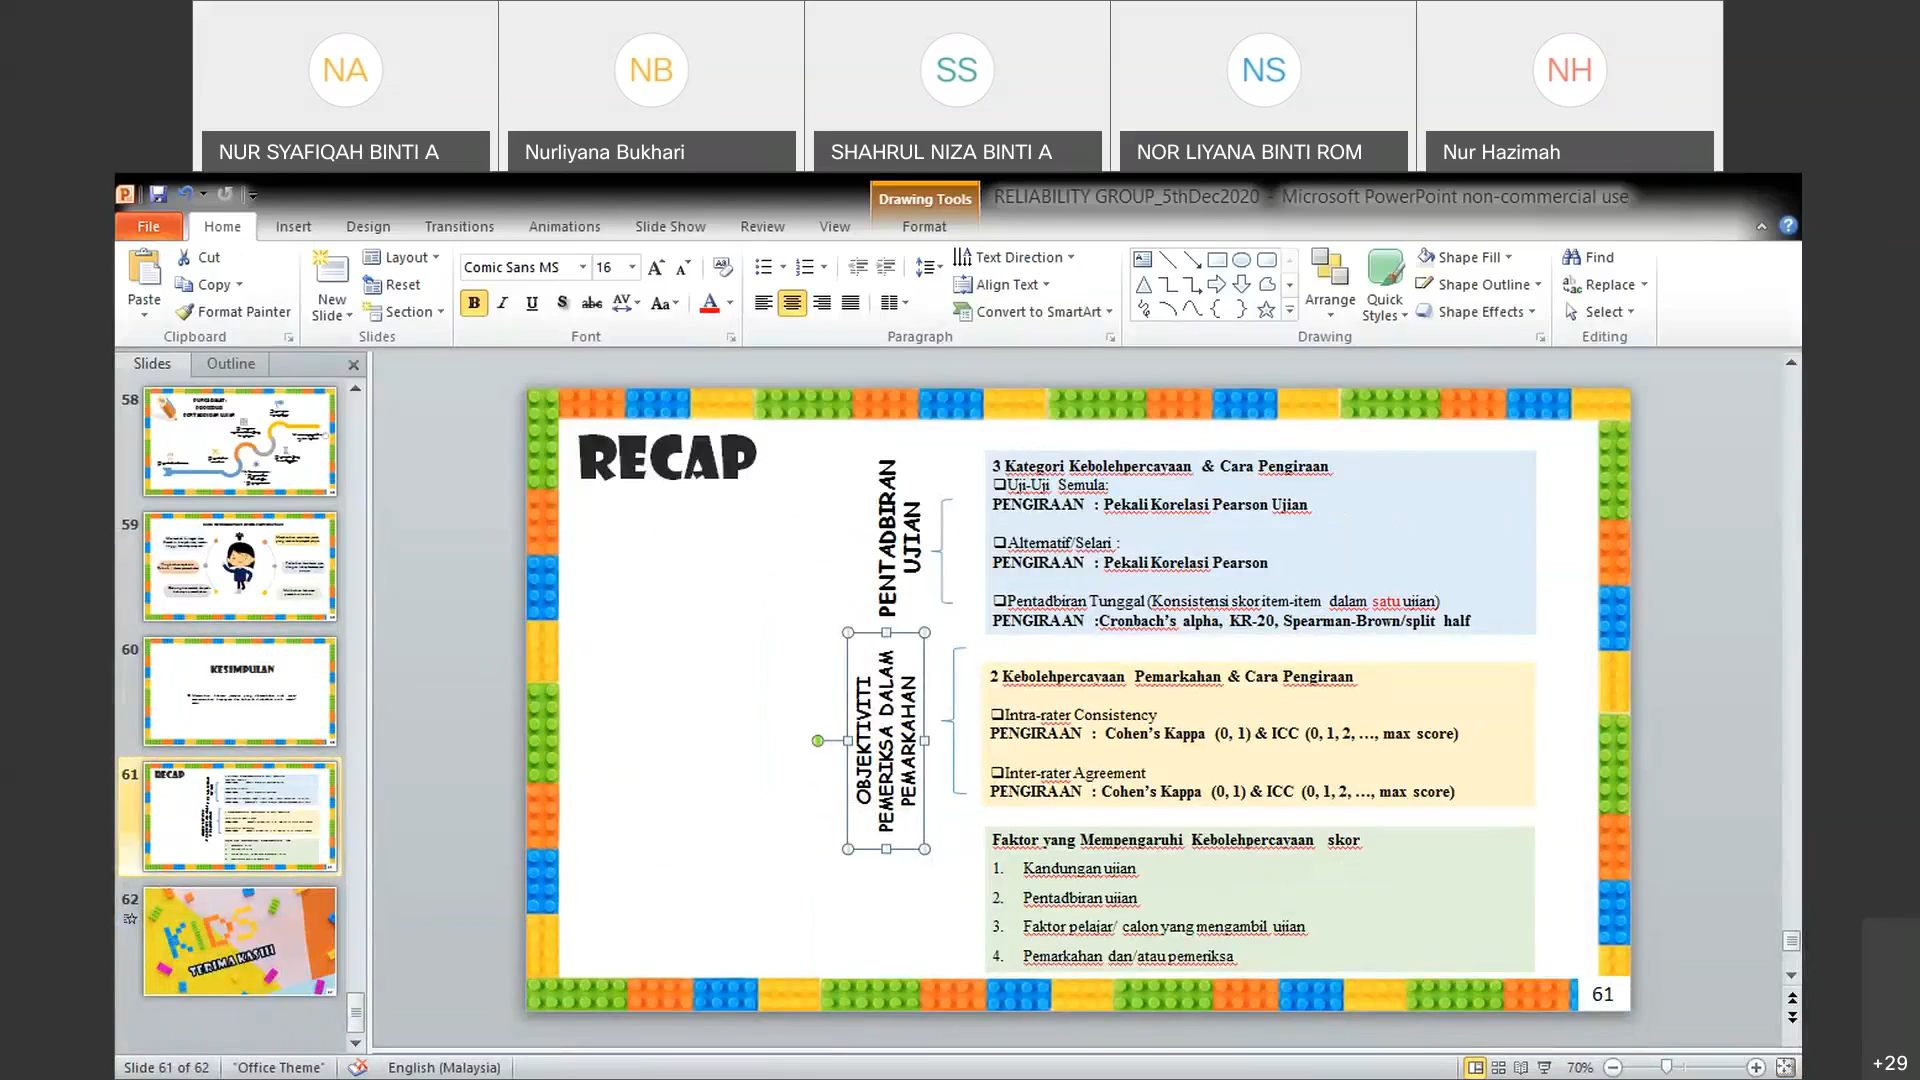 NA
NB
SS
NS
NH
NUR SYAFIQAH BINTI A
Nurliyana Bukhari
SHAHRUL NIZA BINTI A
NOR LIYANA BINTI ROM
Nur Hazimah
Drawing Tools
RELIABILITY GROUP_5thDec2020 - Microsoft PowerPoint non-commercial use
File
Home
Insert
Design
Transitions
Animations
Slide Show
Review
View
Format
Paste
Cut
Copy
Format Painter
Clipboard
New Slide
Layout
Reset
Section
Slides
Comic Sans MS
16
Font
Text Direction
Align Text
Convert to SmartArt
Paragraph
Arrange
Quick Styles
Shape Fill
Shape Outline
Shape Effects
Drawing
Find
Replace
Select
Editing
Slides
Outline
58
59
60
KESIMPULAN
61
RECAP
62
KIDS
TERIMA KASIH
RECAP
PENTADBIRAN
UJIAN
3 Kategori Kebolehpercayaan & Cara Pengiraan
❑Uji-Uji Semula:
PENGIRAAN : Pekali Korelasi Pearson Ujian
❑Alternatif/Selari :
PENGIRAAN : Pekali Korelasi Pearson
❑Pentadbiran Tunggal (Konsistensi skor item-item dalam satu ujian)
PENGIRAAN :Cronbach's alpha, KR-20, Spearman-Brown/split half
OBJEKTIVITI
PEMERIKSA DALAM
PEMARKAHAN
2 Kebolehpercayaan Pemarkahan & Cara Pengiraan
❑Intra-rater Consistency
PENGIRAAN : Cohen's Kappa (0, 1) & ICC (0, 1, 2, …, max score)
❑Inter-rater Agreement
PENGIRAAN : Cohen's Kappa (0, 1) & ICC (0, 1, 2, …, max score)
Faktor yang Mempengaruhi Kebolehpercayaan skor
1. Kandungan ujian
2. Pentadbiran ujian
3. Faktor pelajar/ calon yang mengambil ujian
4. Pemarkahan dan/atau pemeriksa
61
Slide 61 of 62
"Office Theme"
English (Malaysia)
70%
+29